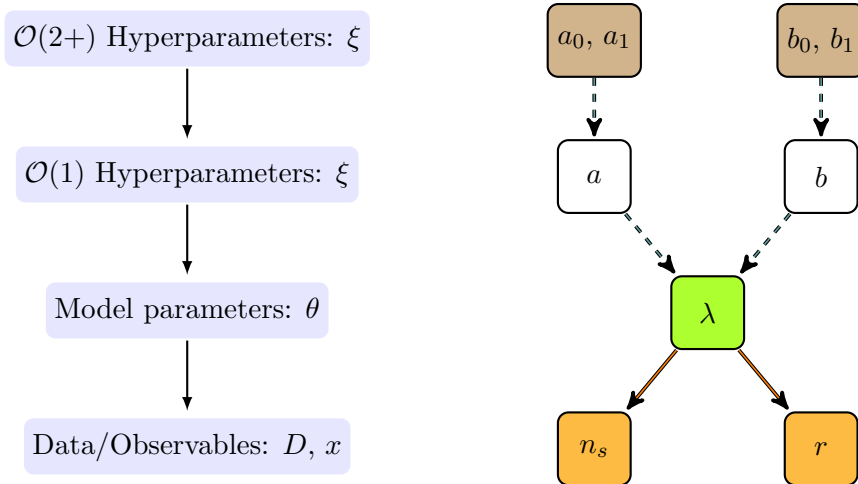 𝒪(2+) Hyperparameters: ξ
a₀, a₁
b₀, b₁
𝒪(1) Hyperparameters: ξ
a
b
Model parameters: θ
λ
Data/Observables: D, x
nₛ
r